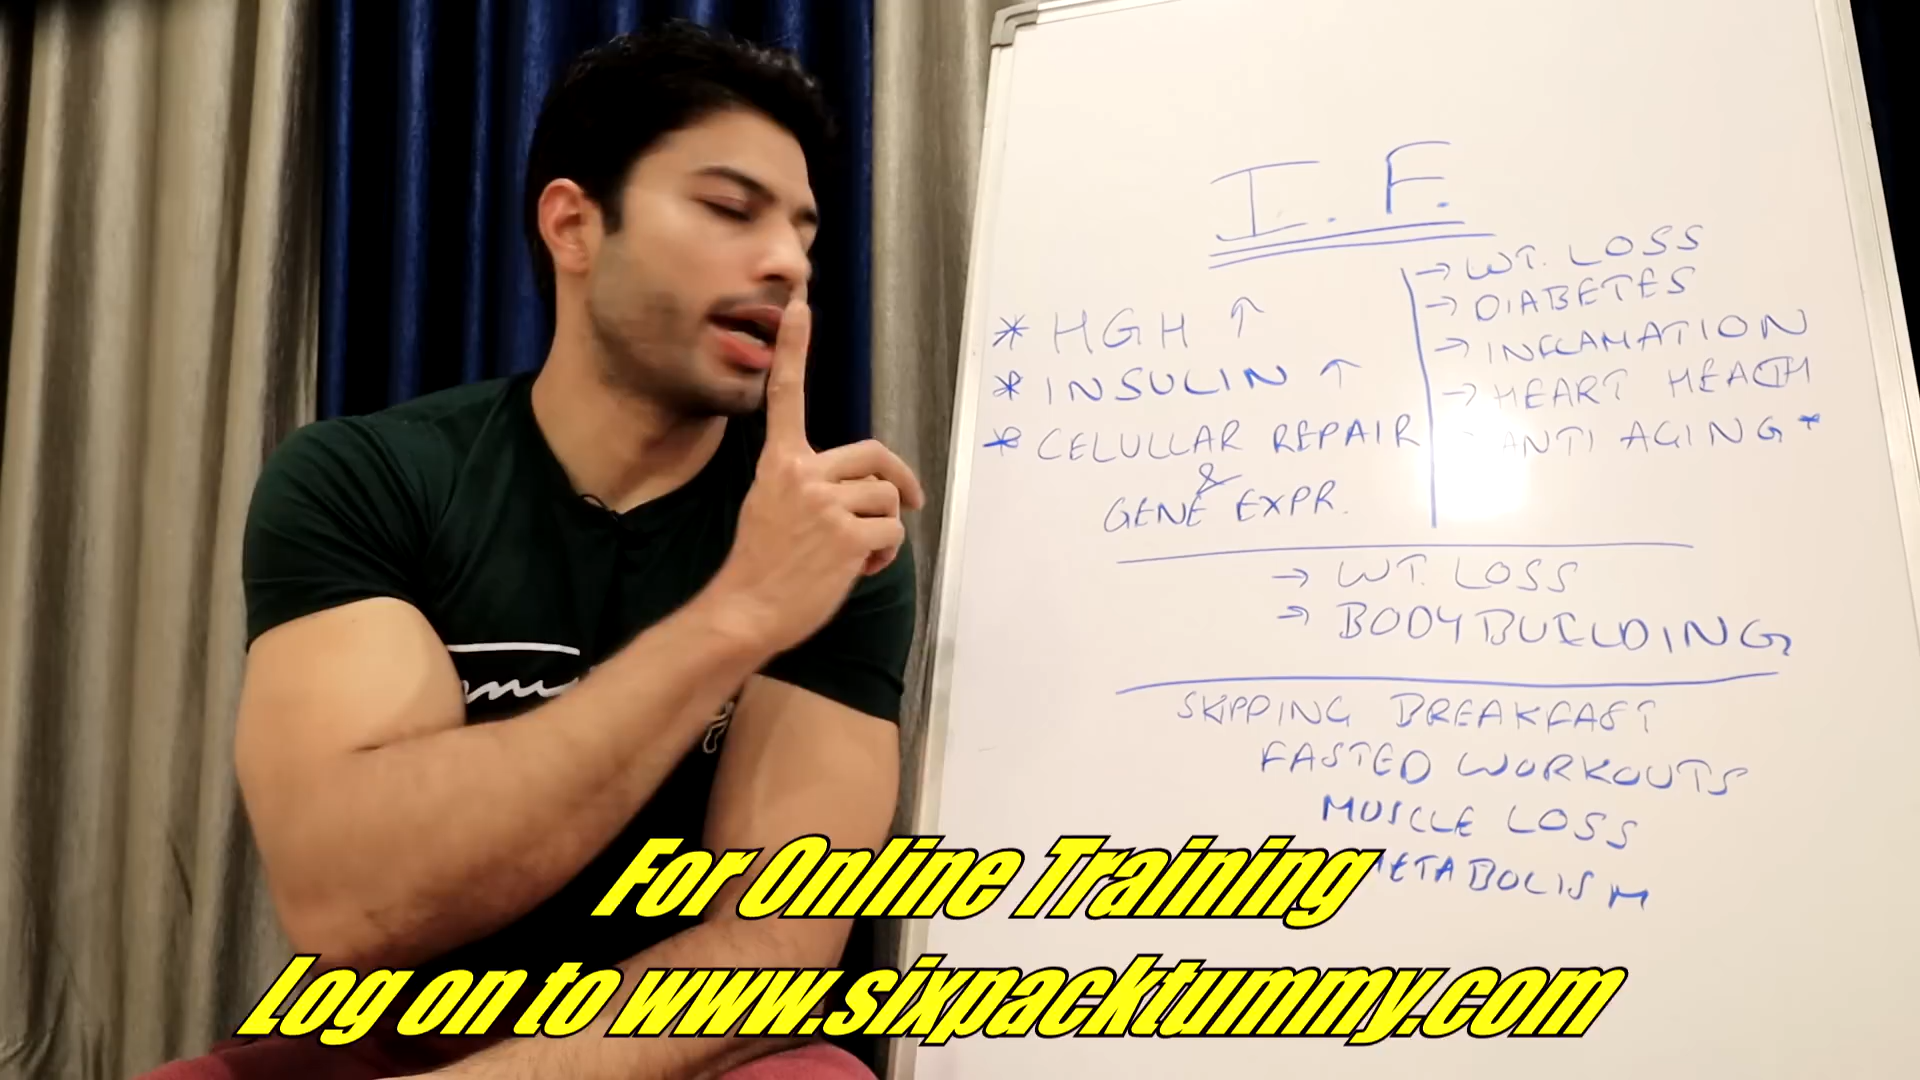 I. F.
* HGH ↑
* INSULIN ↑
* CELULLAR REPAIR
&
GENE EXPR.
→ WT. LOSS
→ DIABETES
→ INFLAMATION
→ HEART HEALTH
ANTI AGING *
→ WT. LOSS
→ BODYBUILDING
SKIPPING BREAKFAST
FASTED WORKOUTS
MUSCLE LOSS
METABOLISM
For Online Training
Log on to www.sixpacktummy.com